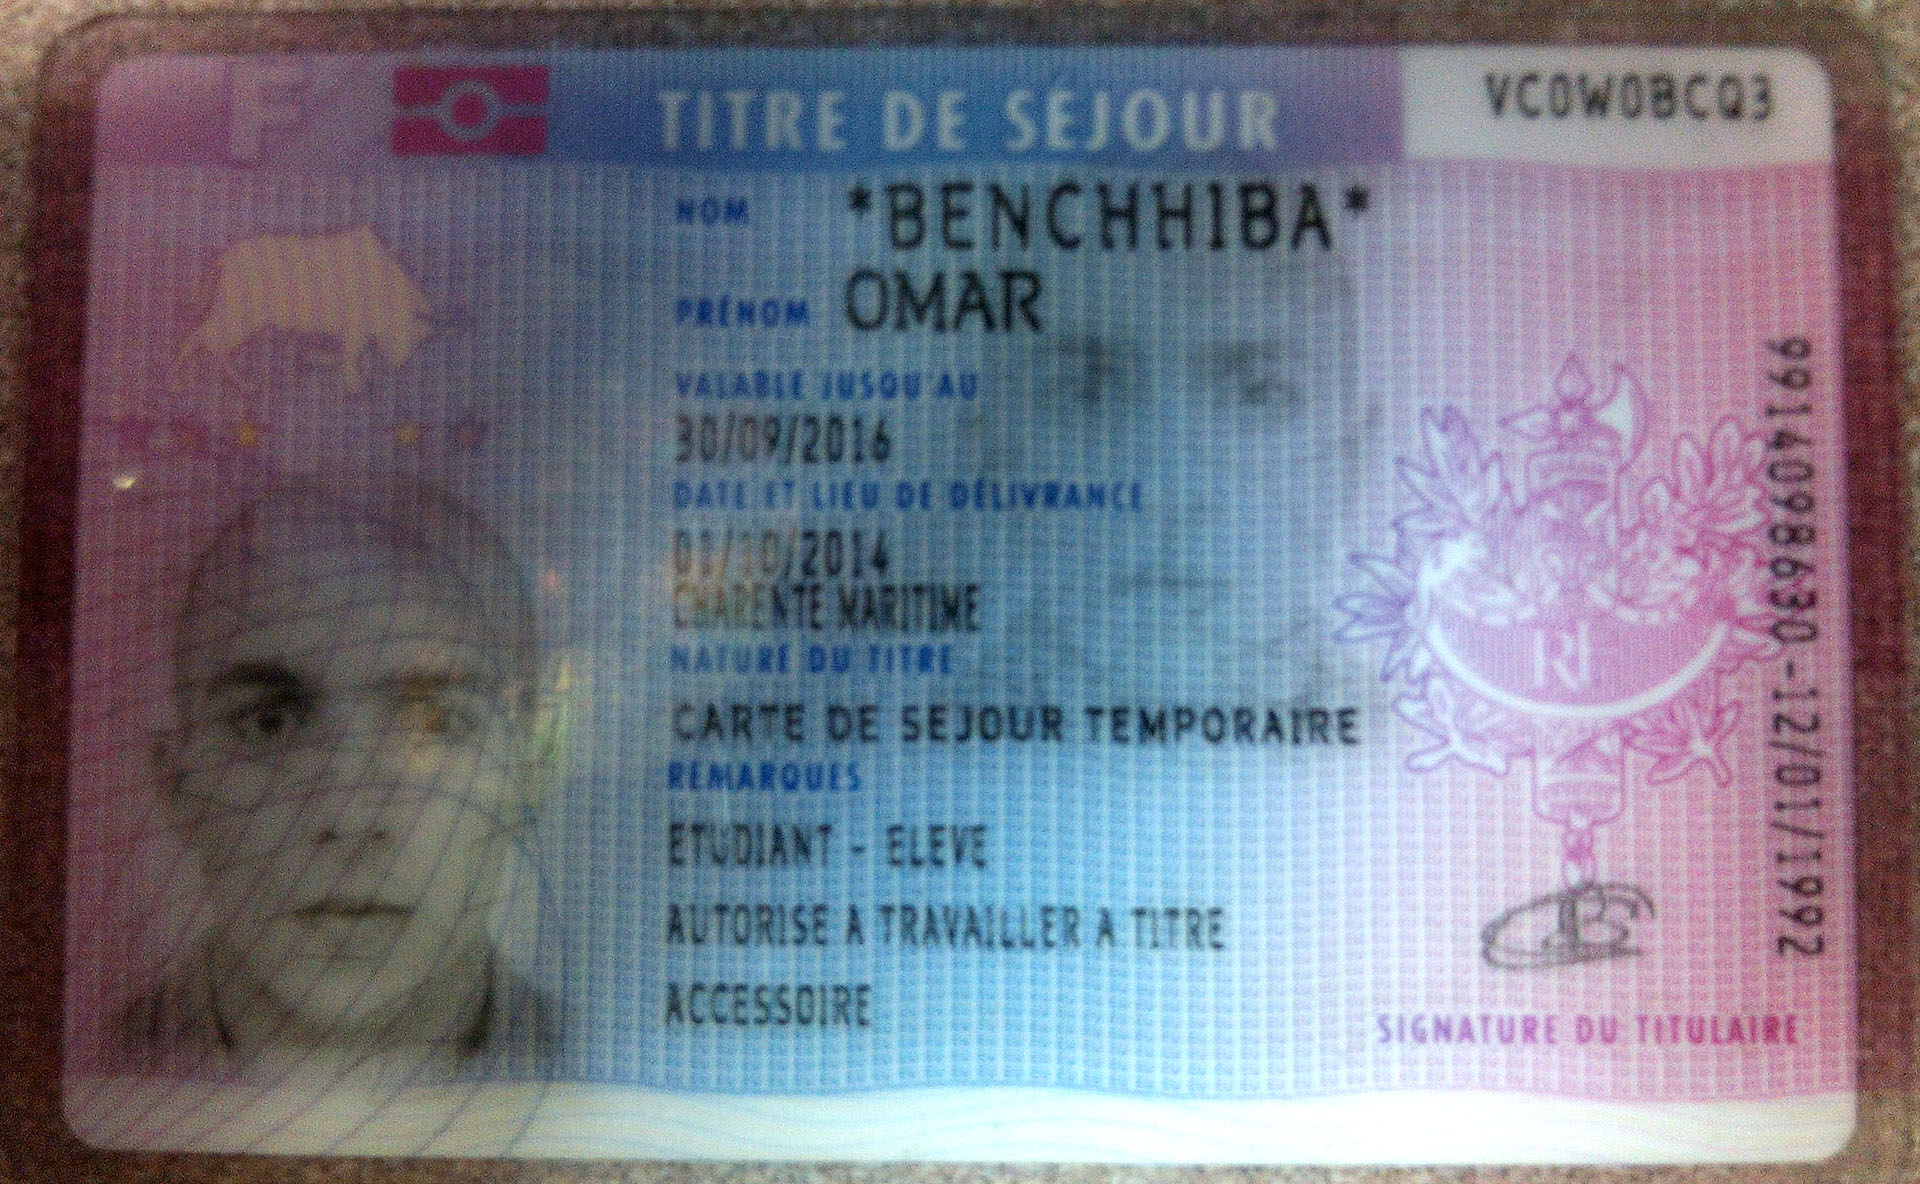 F TITRE DE SÉJOUR VC0W0BCQ3
NOM *BENCHHIBA*
PRÉNOM OMAR
VALABLE JUSQU'AU
30/09/2016
DATE ET LIEU DE DÉLIVRANCE
01/10/2014
CHARENTE MARITIME
NATURE DU TITRE
CARTE DE SEJOUR TEMPORAIRE
REMARQUES
ETUDIANT - ELEVE
AUTORISE A TRAVAILLER A TITRE
ACCESSOIRE
RF
9914098630-12/01/1992
SIGNATURE DU TITULAIRE